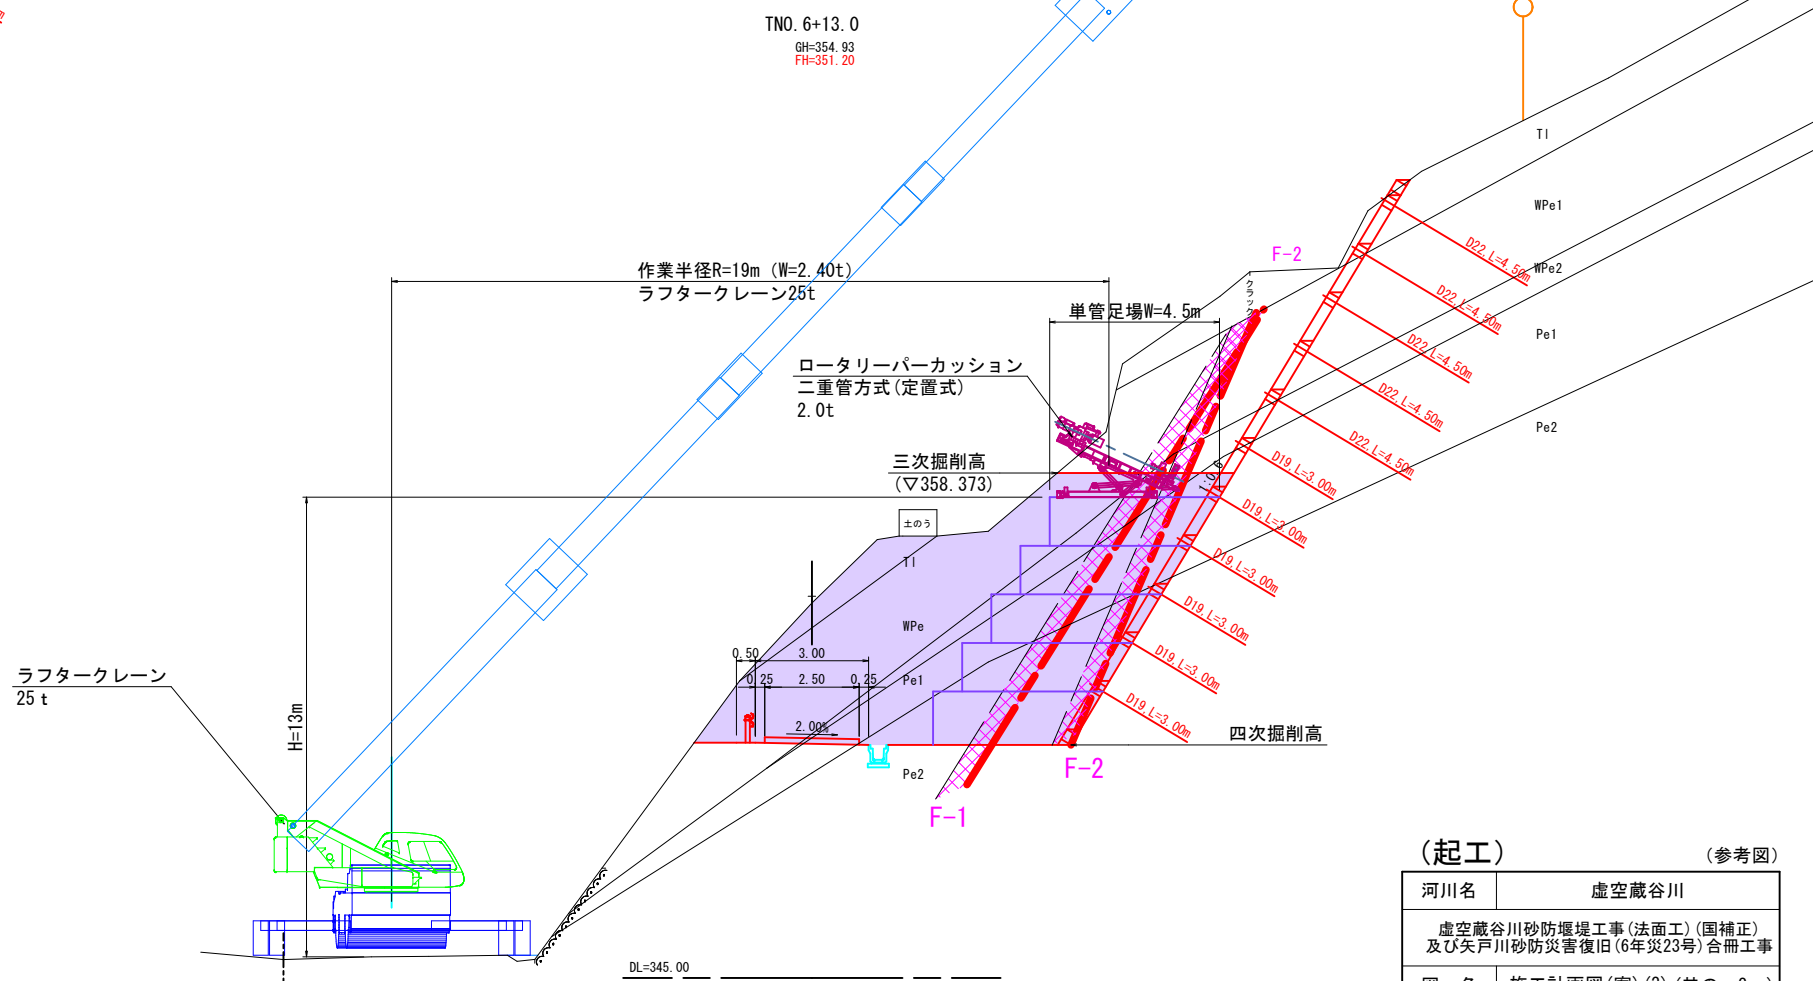 TNO.6+13.0
GH=354.93
FH=351.20
Tl
WPe1
F-2
WPe2
クラック
作業半径R=19m (W=2.40t)
ラフタークレーン25t
単管足場W=4.5m
Pe1
ロータリーパーカッション
二重管方式(定置式)
2.0t
Pe2
D22,L=4.50m
D22,L=4.50m
D22,L=4.50m
D22,L=4.50m
D22,L=4.50m
D19,L=3.00m
D19,L=3.00m
D19,L=3.00m
D19,L=3.00m
D19,L=3.00m
D19,L=3.00m
三次掘削高
(▽358.373)
1:0.6
土のう
Tl
WPe
0.50 3.00
Pe1
0.25 2.50 0.25
2.00%
ラフタークレーン
25t
H=13m
四次掘削高
Pe2
F-2
F-1
DL=345.00
(起工)
(参考図)
河川名 虚空蔵谷川
虚空蔵谷川砂防堰堤工事(法面工)(国補正)
及び矢戸川砂防災害復旧(6年災23号)合冊工事